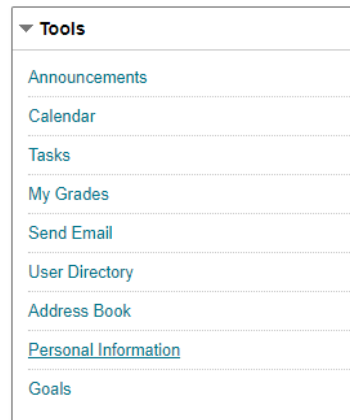 Tools
Announcements
Calendar
Tasks
My Grades
Send Email
User Directory
Address Book
Personal Information
Goals